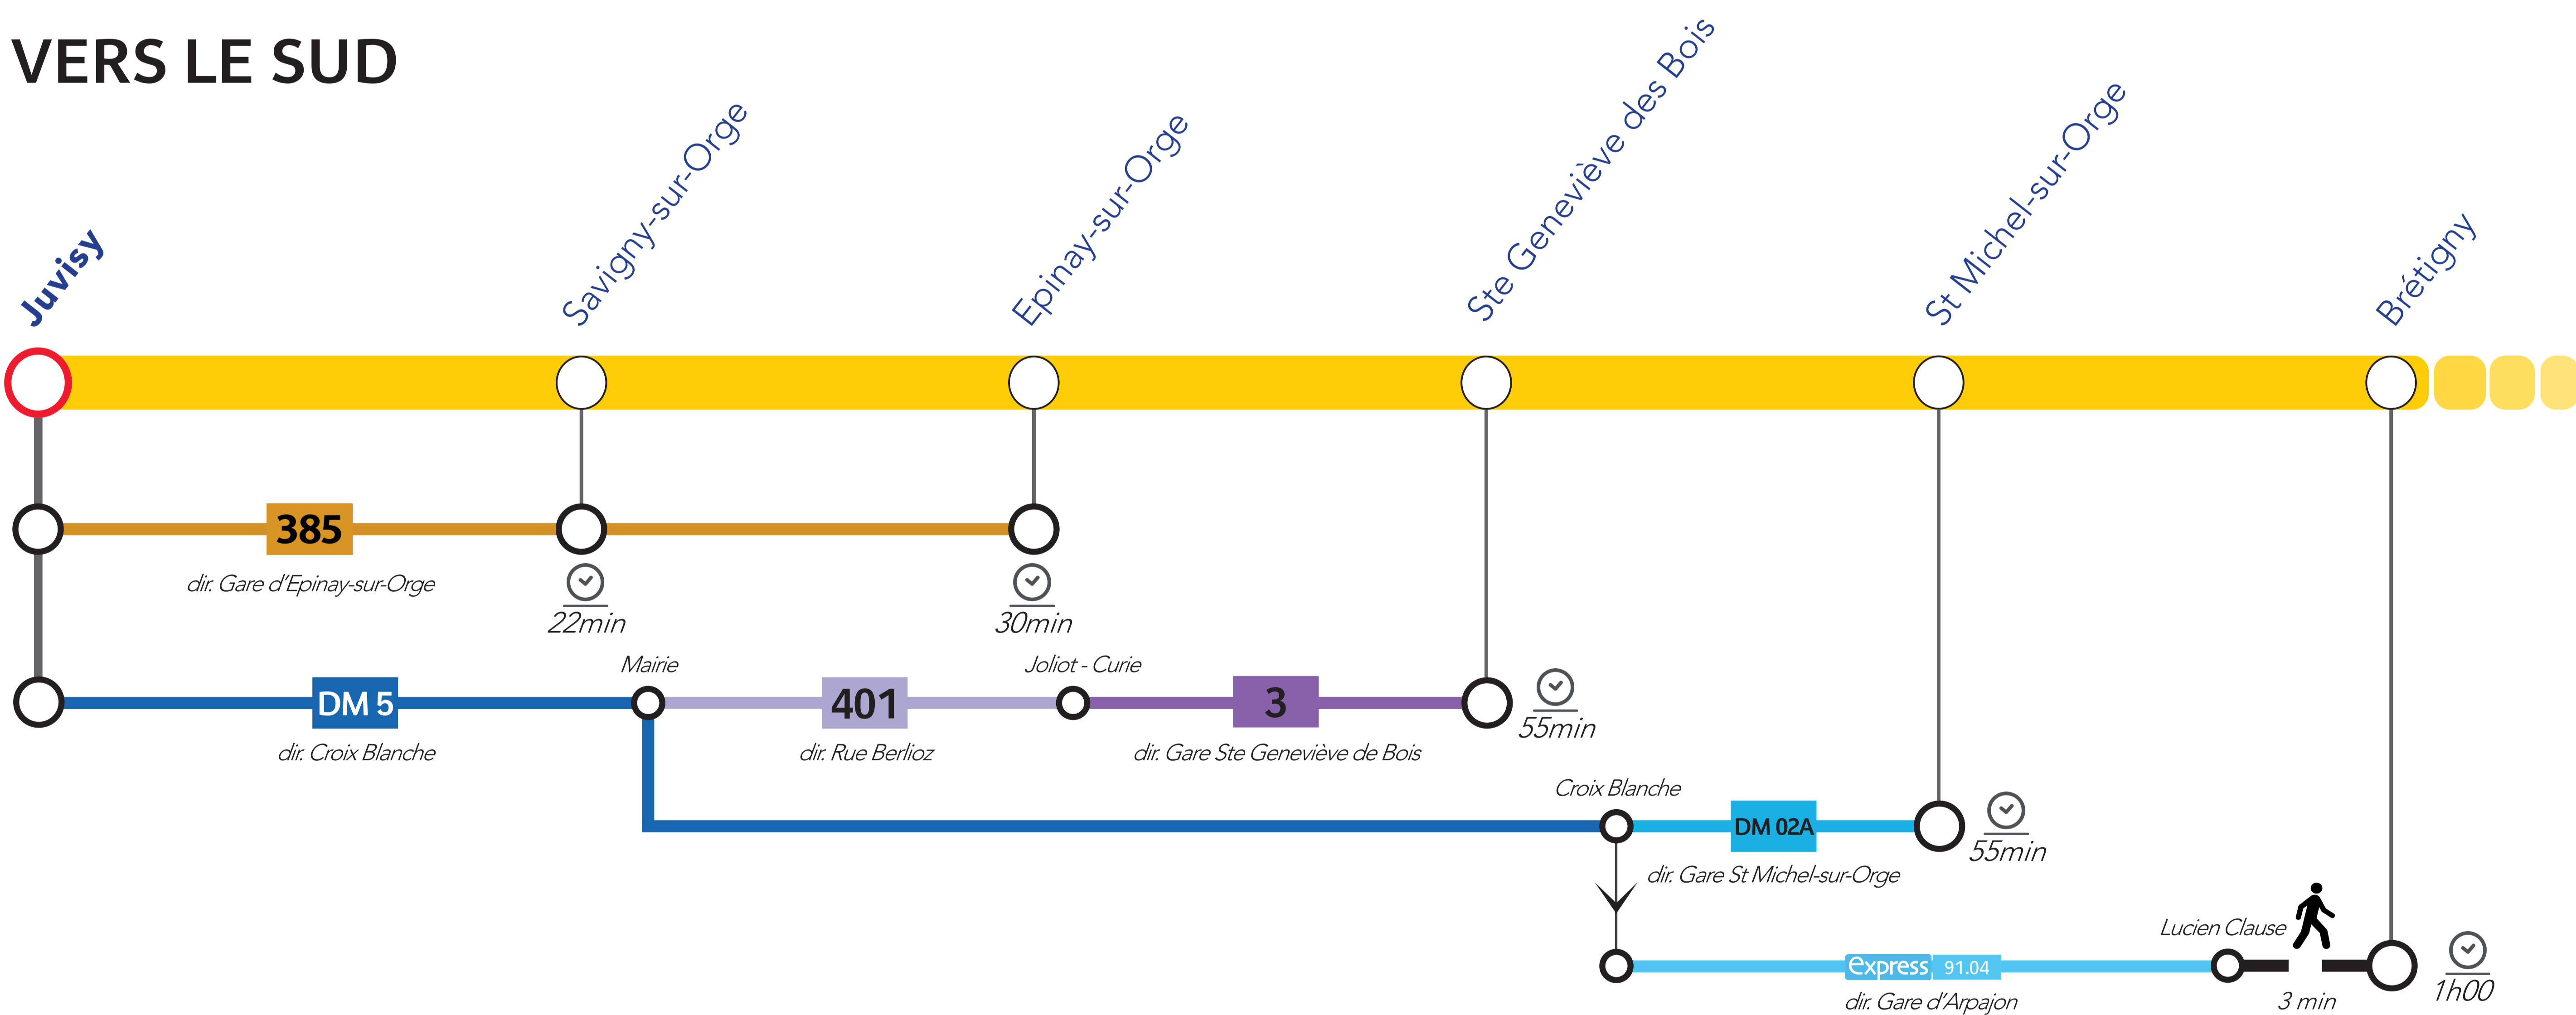 VERS LE SUD
Juvisy
Savigny-sur-Orge
Epinay-sur-Orge
Ste Geneviève des Bois
St Michel-sur-Orge
Brétigny
385
dir. Gare d'Epinay-sur-Orge
22min
30min
Mairie
Joliot - Curie
DM 5
401
3
55min
dir. Croix Blanche
dir. Rue Berlioz
dir. Gare Ste Geneviève de Bois
Croix Blanche
DM 02A
55min
dir. Gare St Michel-sur-Orge
Lucien Clause
express 91.04
dir. Gare d'Arpajon
3 min
1h00